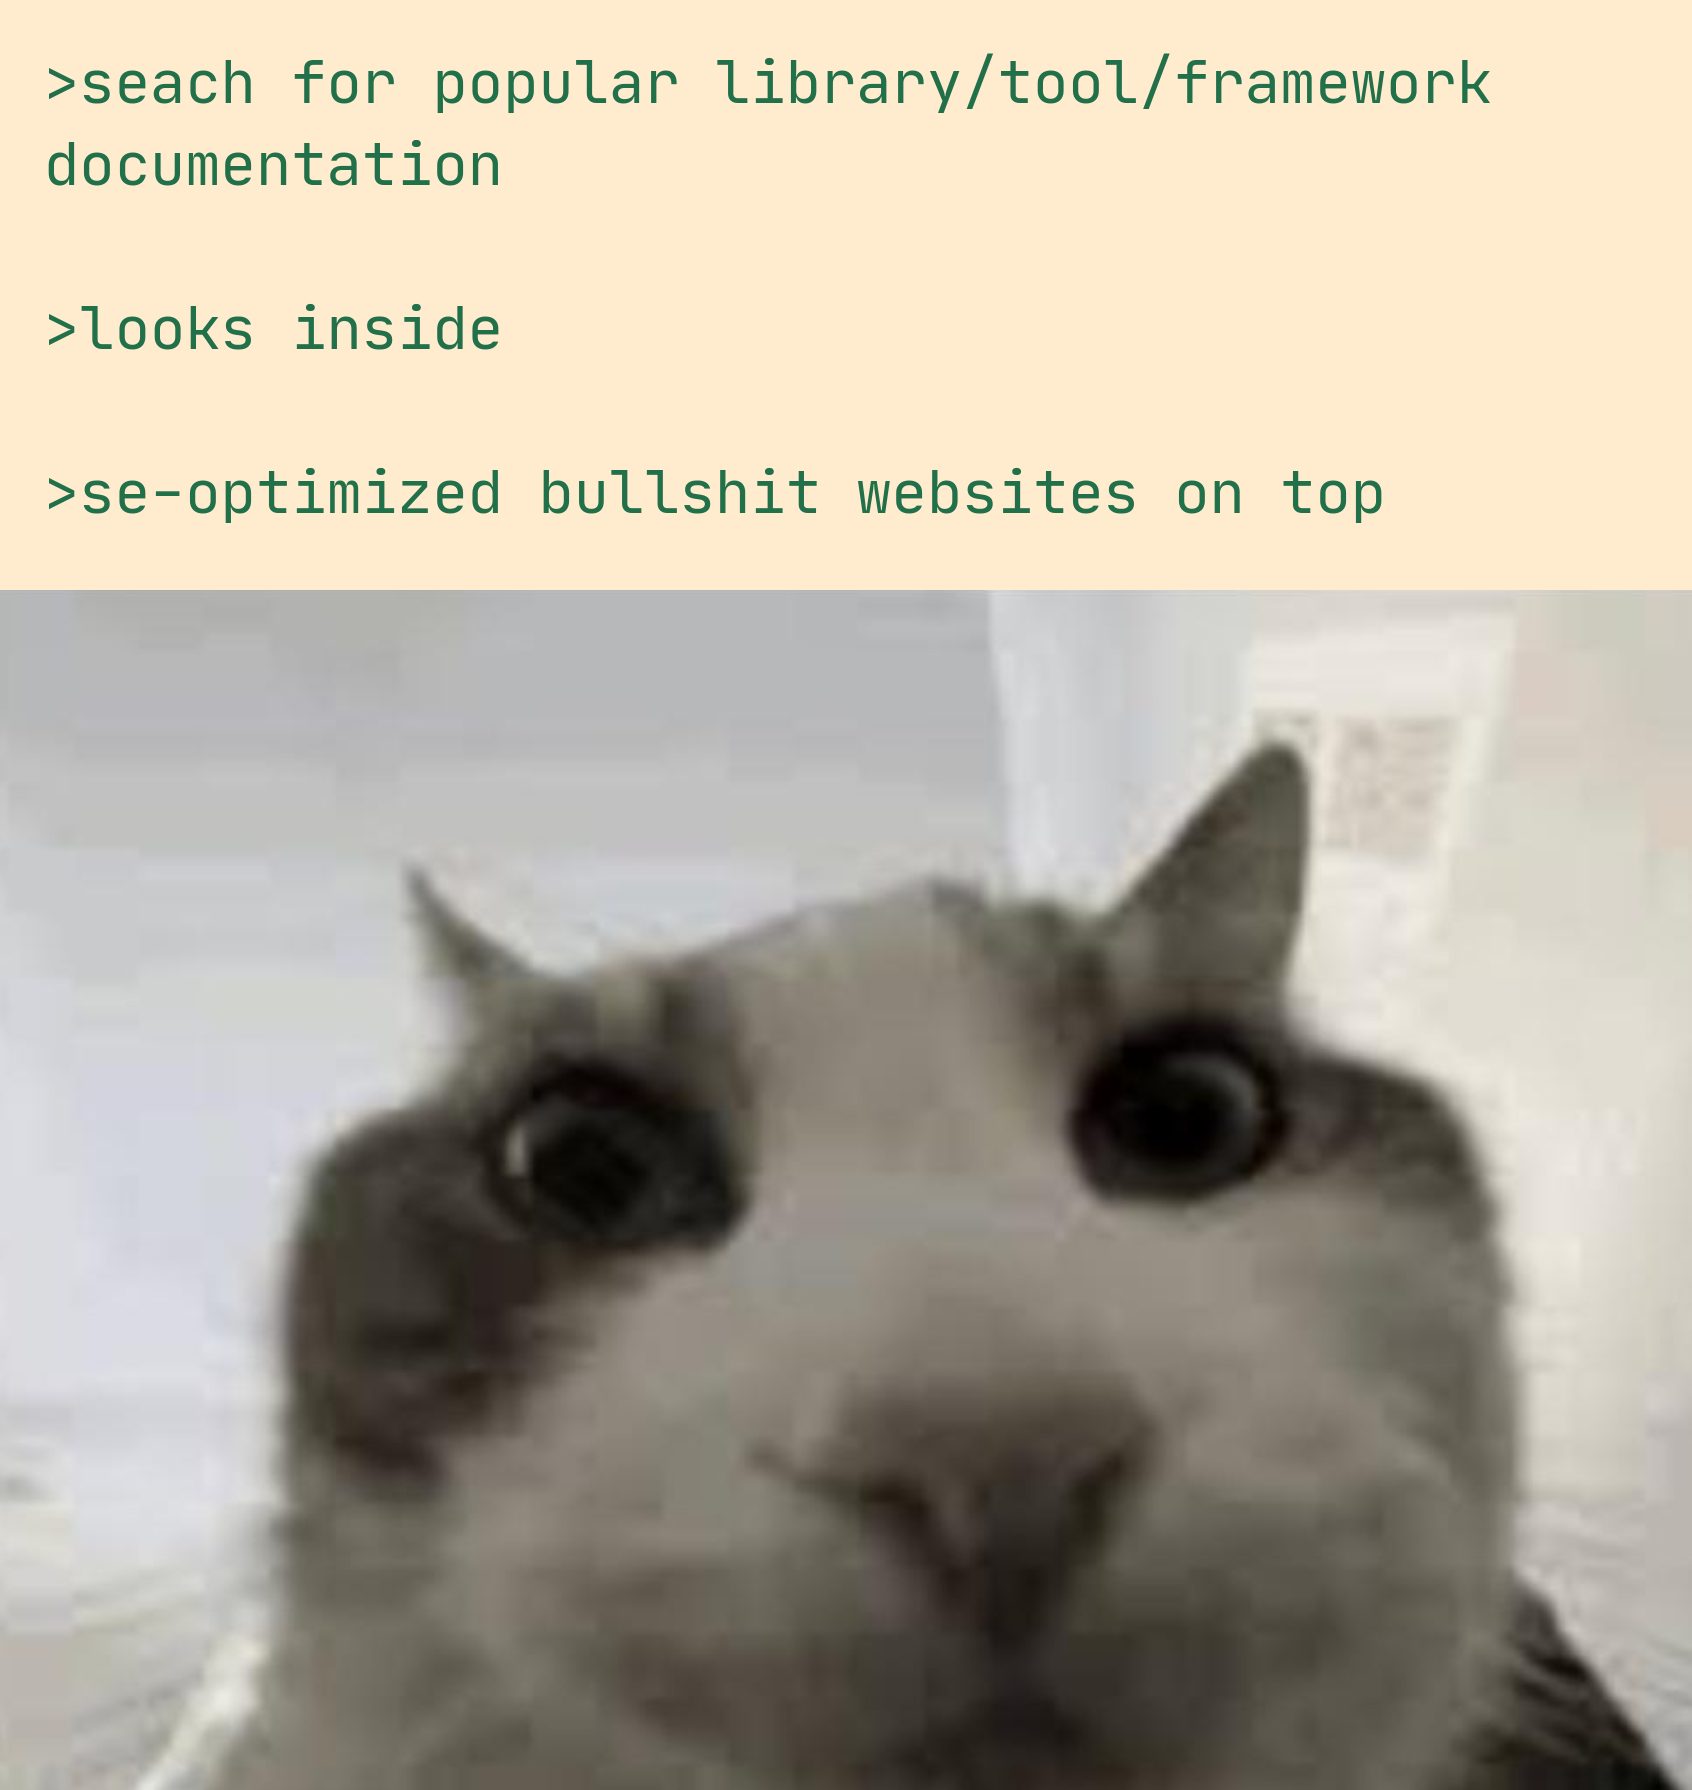 >seach for popular library/tool/framework
documentation
>looks inside
>se-optimized bullshit websites on top